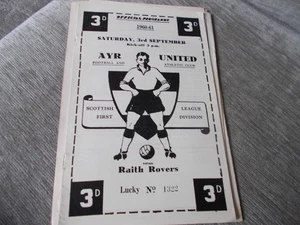 3D OFFICIAL PROGRAMME 3D
1960-61
SATURDAY, 3rd SEPTEMBER
Kick-off 3 p.m.
AYR UNITED
FOOTBALL AND ATHLETIC CLUB
SCOTTISH LEAGUE
FIRST DIVISION
Raith Rovers
3D Lucky No 3D